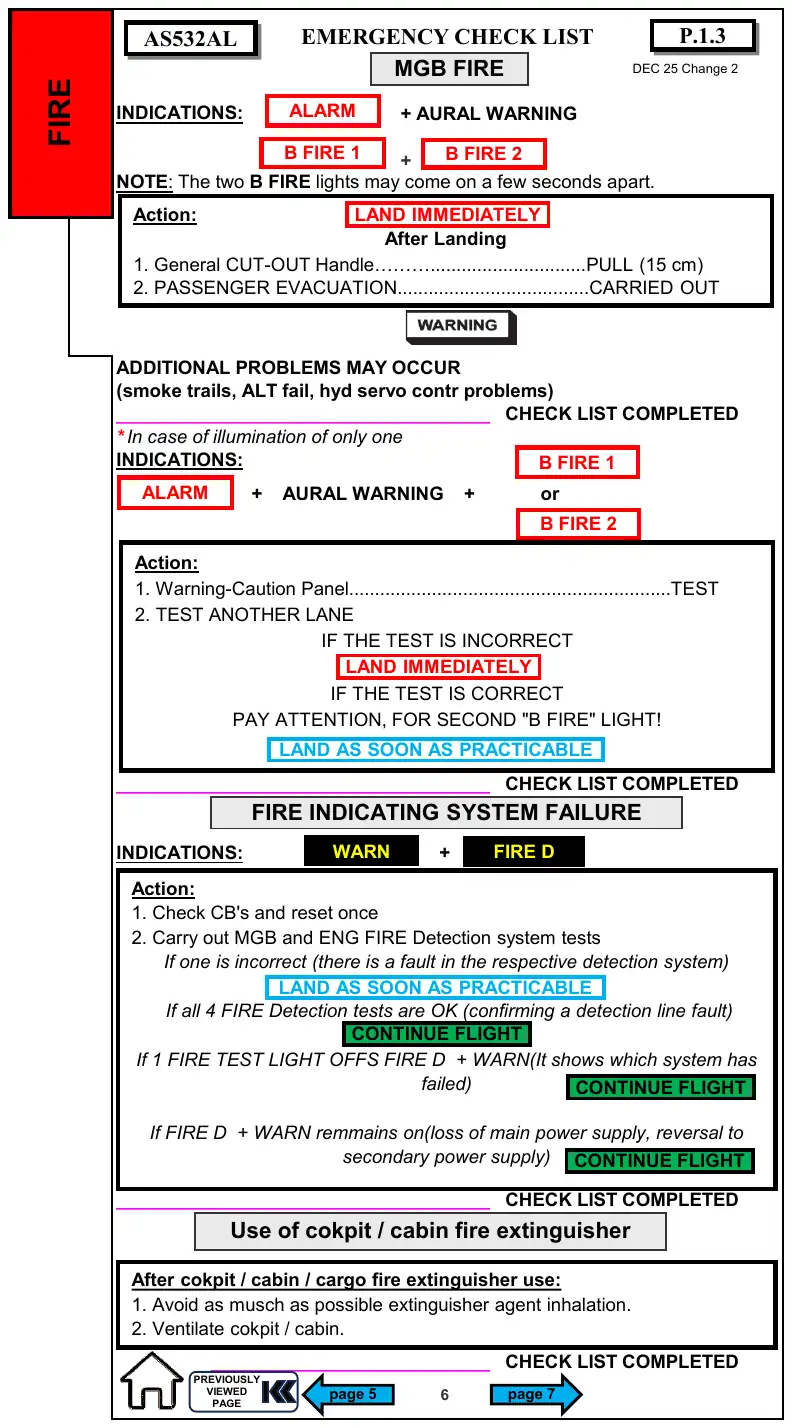 FIRE
AS532AL EMERGENCY CHECK LIST P.1.3
MGB FIRE DEC 25 Change 2
INDICATIONS: ALARM + AURAL WARNING
B FIRE 1 + B FIRE 2
NOTE: The two B FIRE lights may come on a few seconds apart.
Action: LAND IMMEDIATELY
After Landing
1. General CUT-OUT Handle………..............................PULL (15 cm)
2. PASSENGER EVACUATION.....................................CARRIED OUT
WARNING
ADDITIONAL PROBLEMS MAY OCCUR
(smoke trails, ALT fail, hyd servo contr problems)
CHECK LIST COMPLETED
*In case of illumination of only one
INDICATIONS: B FIRE 1
ALARM + AURAL WARNING + or
B FIRE 2
Action:
1. Warning-Caution Panel..............................................................TEST
2. TEST ANOTHER LANE
IF THE TEST IS INCORRECT
LAND IMMEDIATELY
IF THE TEST IS CORRECT
PAY ATTENTION, FOR SECOND "B FIRE" LIGHT!
LAND AS SOON AS PRACTICABLE
CHECK LIST COMPLETED
FIRE INDICATING SYSTEM FAILURE
INDICATIONS: WARN + FIRE D
Action:
1. Check CB's and reset once
2. Carry out MGB and ENG FIRE Detection system tests
If one is incorrect (there is a fault in the respective detection system)
LAND AS SOON AS PRACTICABLE
If all 4 FIRE Detection tests are OK (confirming a detection line fault)
CONTINUE FLIGHT
If 1 FIRE TEST LIGHT OFFS FIRE D + WARN(It shows which system has
failed) CONTINUE FLIGHT
If FIRE D + WARN remmains on(loss of main power supply, reversal to
secondary power supply) CONTINUE FLIGHT
CHECK LIST COMPLETED
Use of cokpit / cabin fire extinguisher
After cokpit / cabin / cargo fire extinguisher use:
1. Avoid as musch as possible extinguisher agent inhalation.
2. Ventilate cokpit / cabin.
CHECK LIST COMPLETED
PREVIOUSLY
VIEWED
PAGE
page 5 6 page 7